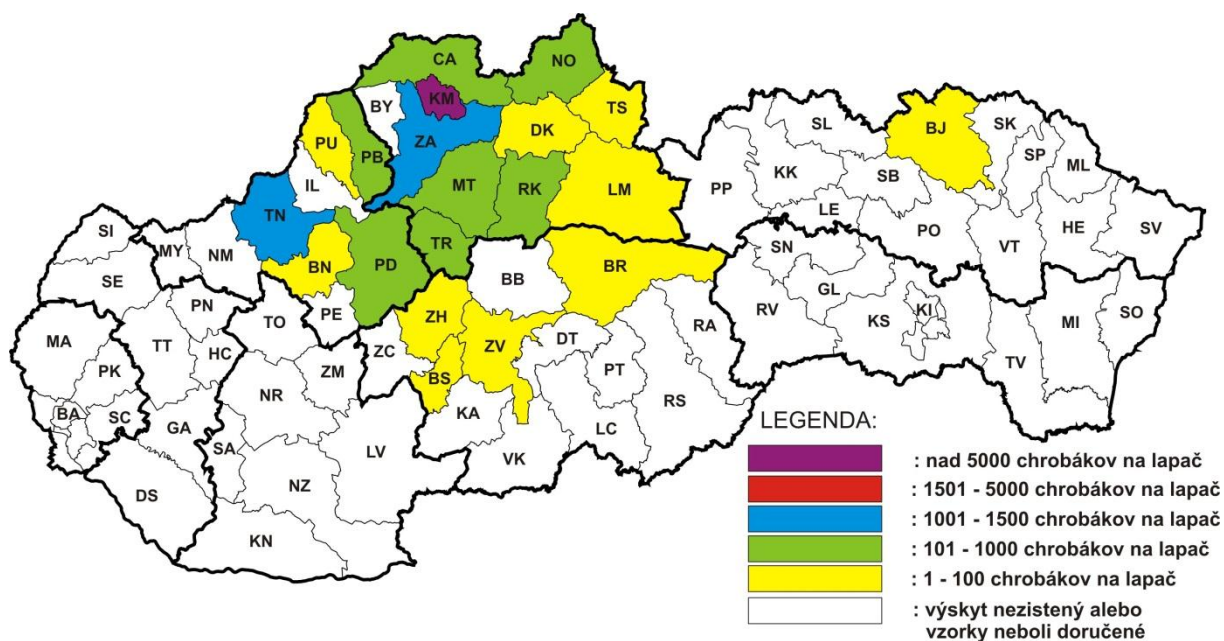 CA
NO
BY
KM
TS
PU
PB
ZA
DK
SL
BJ
SK
SP
ML
IL
MT
RK
LM
PP
KK
SB
LE
PO
VT
HE
SV
TN
SI
MY
NM
SE
BN
PD
TR
BB
BR
SN
GL
RV
KS
KI
MI
SO
TV
PN
TO
PE
ZH
ZV
DT
RA
MA
TT
HC
ZC
ZM
BS
PT
PK
NR
KA
RS
BA
SC
GA
SA
LV
LC
VK
DS
NZ
KN
LEGENDA:
: nad 5000 chrobákov na lapač
: 1501 - 5000 chrobákov na lapač
: 1001 - 1500 chrobákov na lapač
: 101 - 1000 chrobákov na lapač
: 1 - 100 chrobákov na lapač
: výskyt nezistený alebo
vzorky neboli doručené